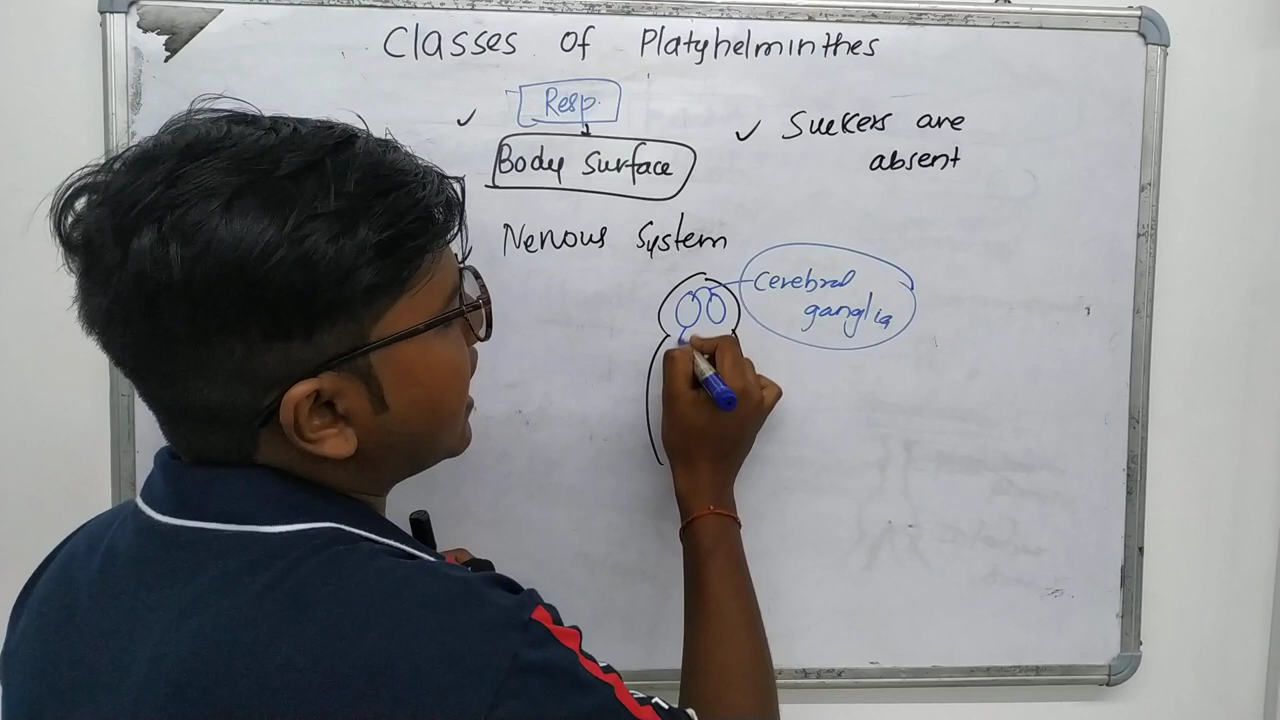 Classes of Platyhelminthes
Resp.
Body Surface
✓ Suckers are
absent
Nervous System
Cerebral
ganglia